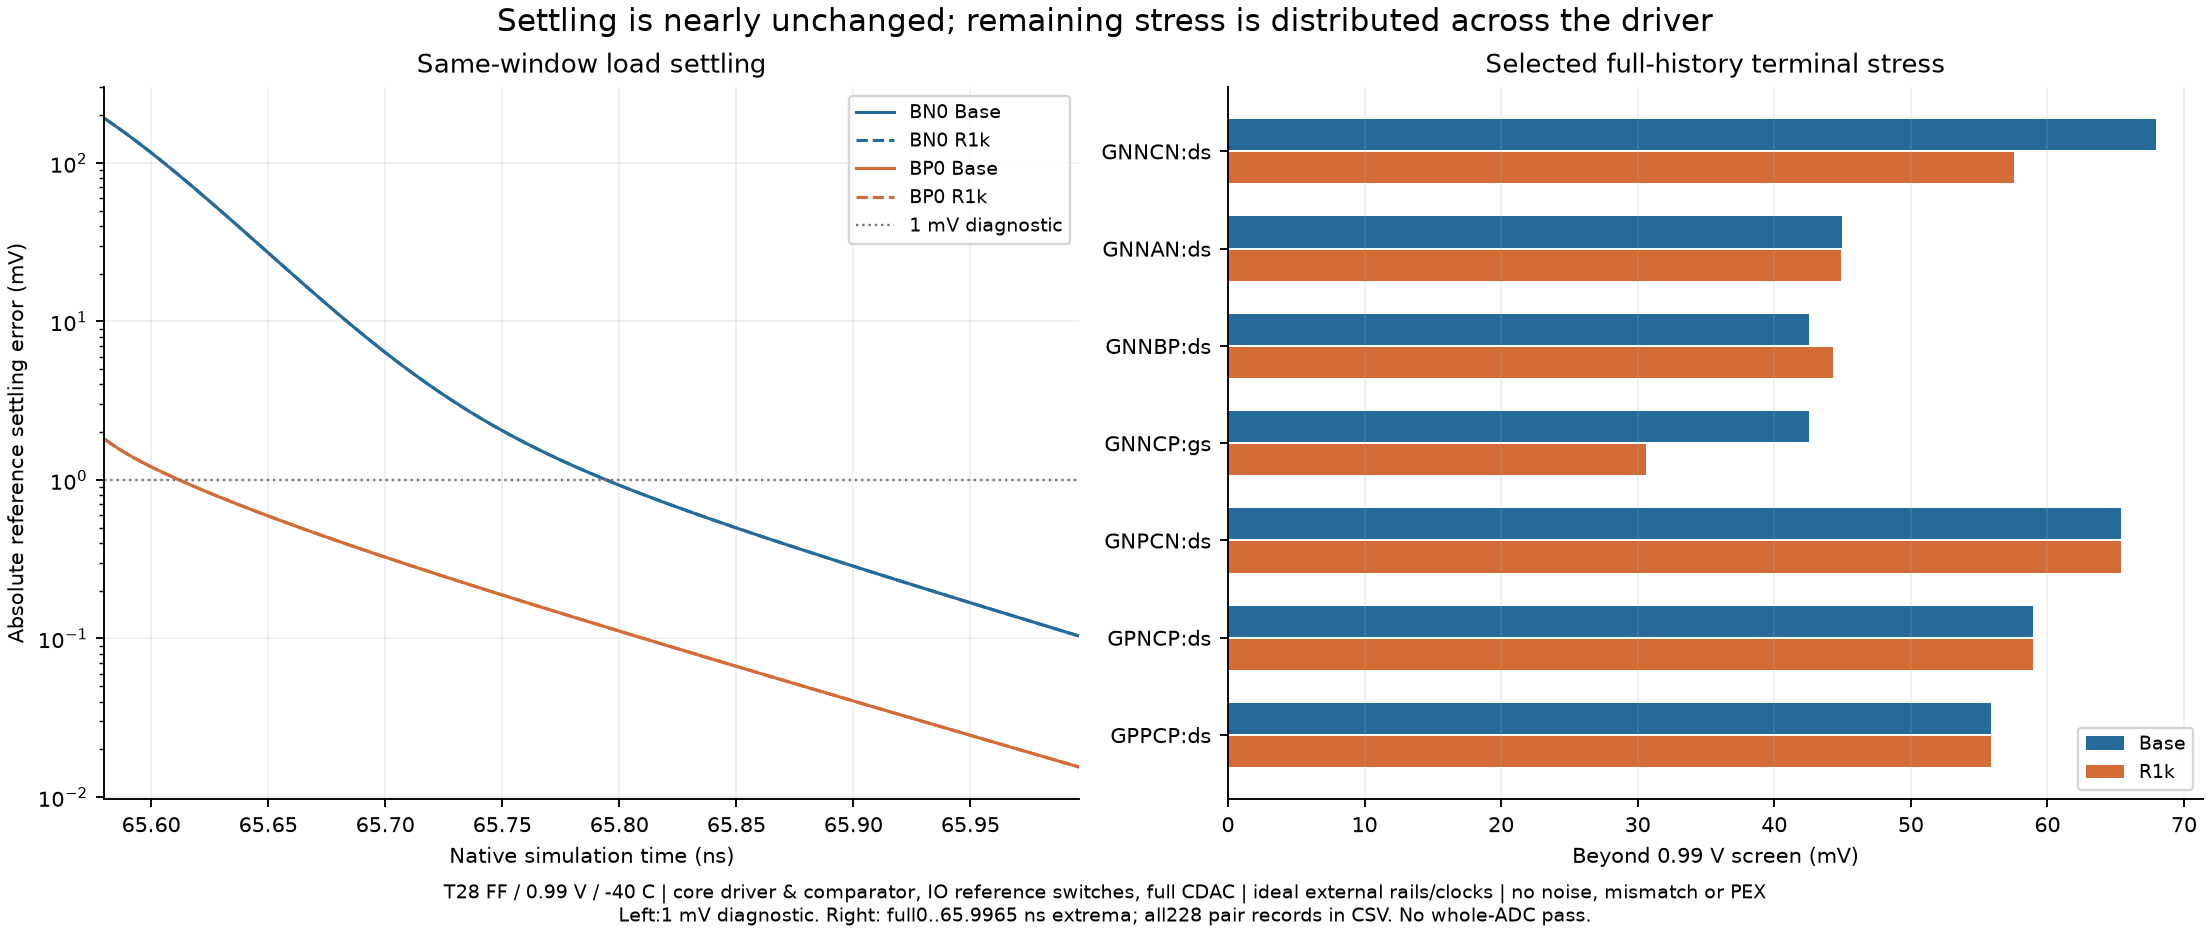 Settling is nearly unchanged; remaining stress is distributed across the driver
Same-window load settling
Absolute reference settling error (mV)
10²
10¹
10⁰
10⁻¹
10⁻²
BN0 Base
BN0 R1k
BP0 Base
BP0 R1k
1 mV diagnostic
65.60 65.65 65.70 65.75 65.80 65.85 65.90 65.95
Native simulation time (ns)
Selected full-history terminal stress
GNNCN:ds
GNNAN:ds
GNNBP:ds
GNNCP:gs
GNPCN:ds
GPNCP:ds
GPPCP:ds
Base
R1k
0 10 20 30 40 50 60 70
Beyond 0.99 V screen (mV)
T28 FF / 0.99 V / -40 C | core driver & comparator, IO reference switches, full CDAC | ideal external rails/clocks | no noise, mismatch or PEX
Left:1 mV diagnostic. Right: full0..65.9965 ns extrema; all228 pair records in CSV. No whole-ADC pass.